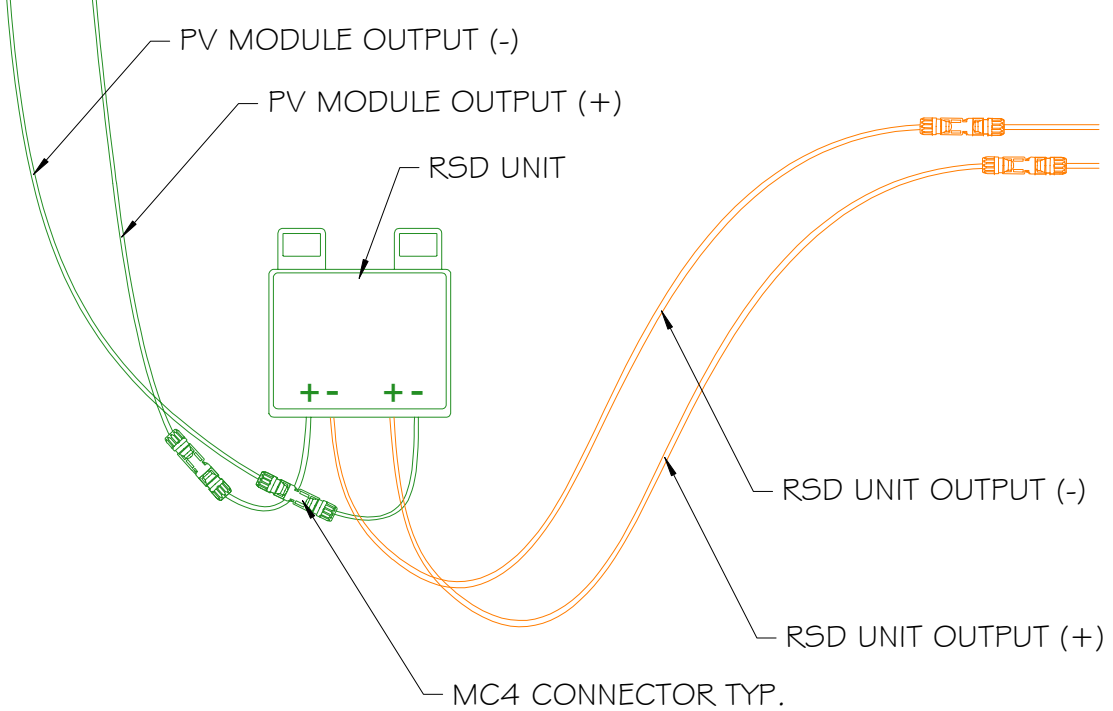 PV MODULE OUTPUT (-)
PV MODULE OUTPUT (+)
RSD UNIT
+ - + -
RSD UNIT OUTPUT (-)
RSD UNIT OUTPUT (+)
MC4 CONNECTOR TYP.